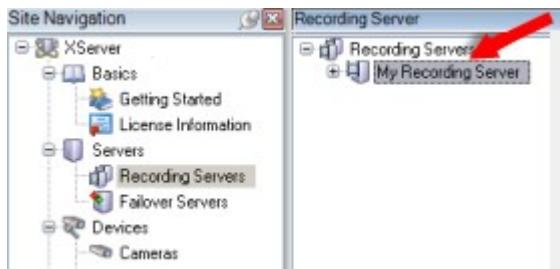 Site Navigation
XServer
Basics
Getting Started
License Information
Servers
Recording Servers
Failover Servers
Devices
Cameras
Recording Server
Recording Servers
My Recording Server